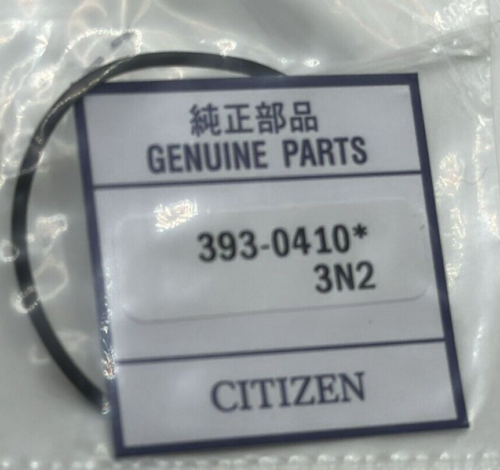 純正部品
GENUINE PARTS
393-0410*
3N2
CITIZEN